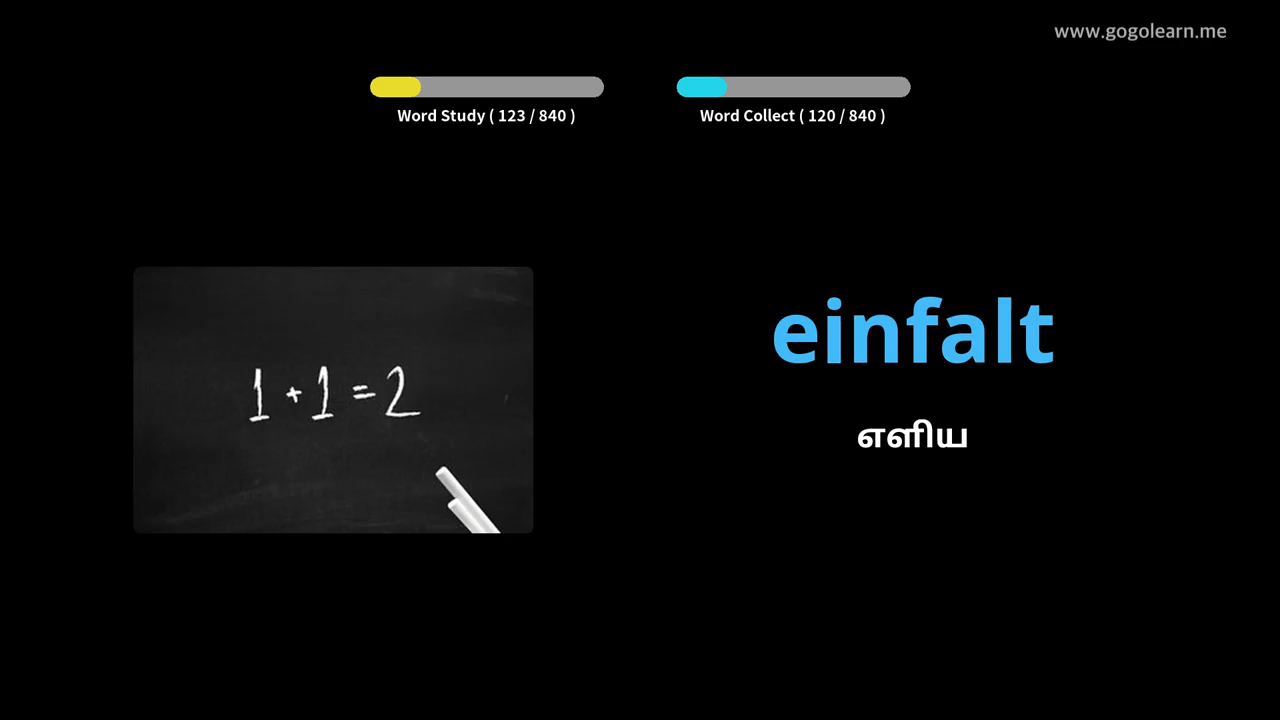 www.gogolearn.me
Word Study ( 123 / 840 )
Word Collect ( 120 / 840 )
1 + 1 = 2
einfalt
எளிய